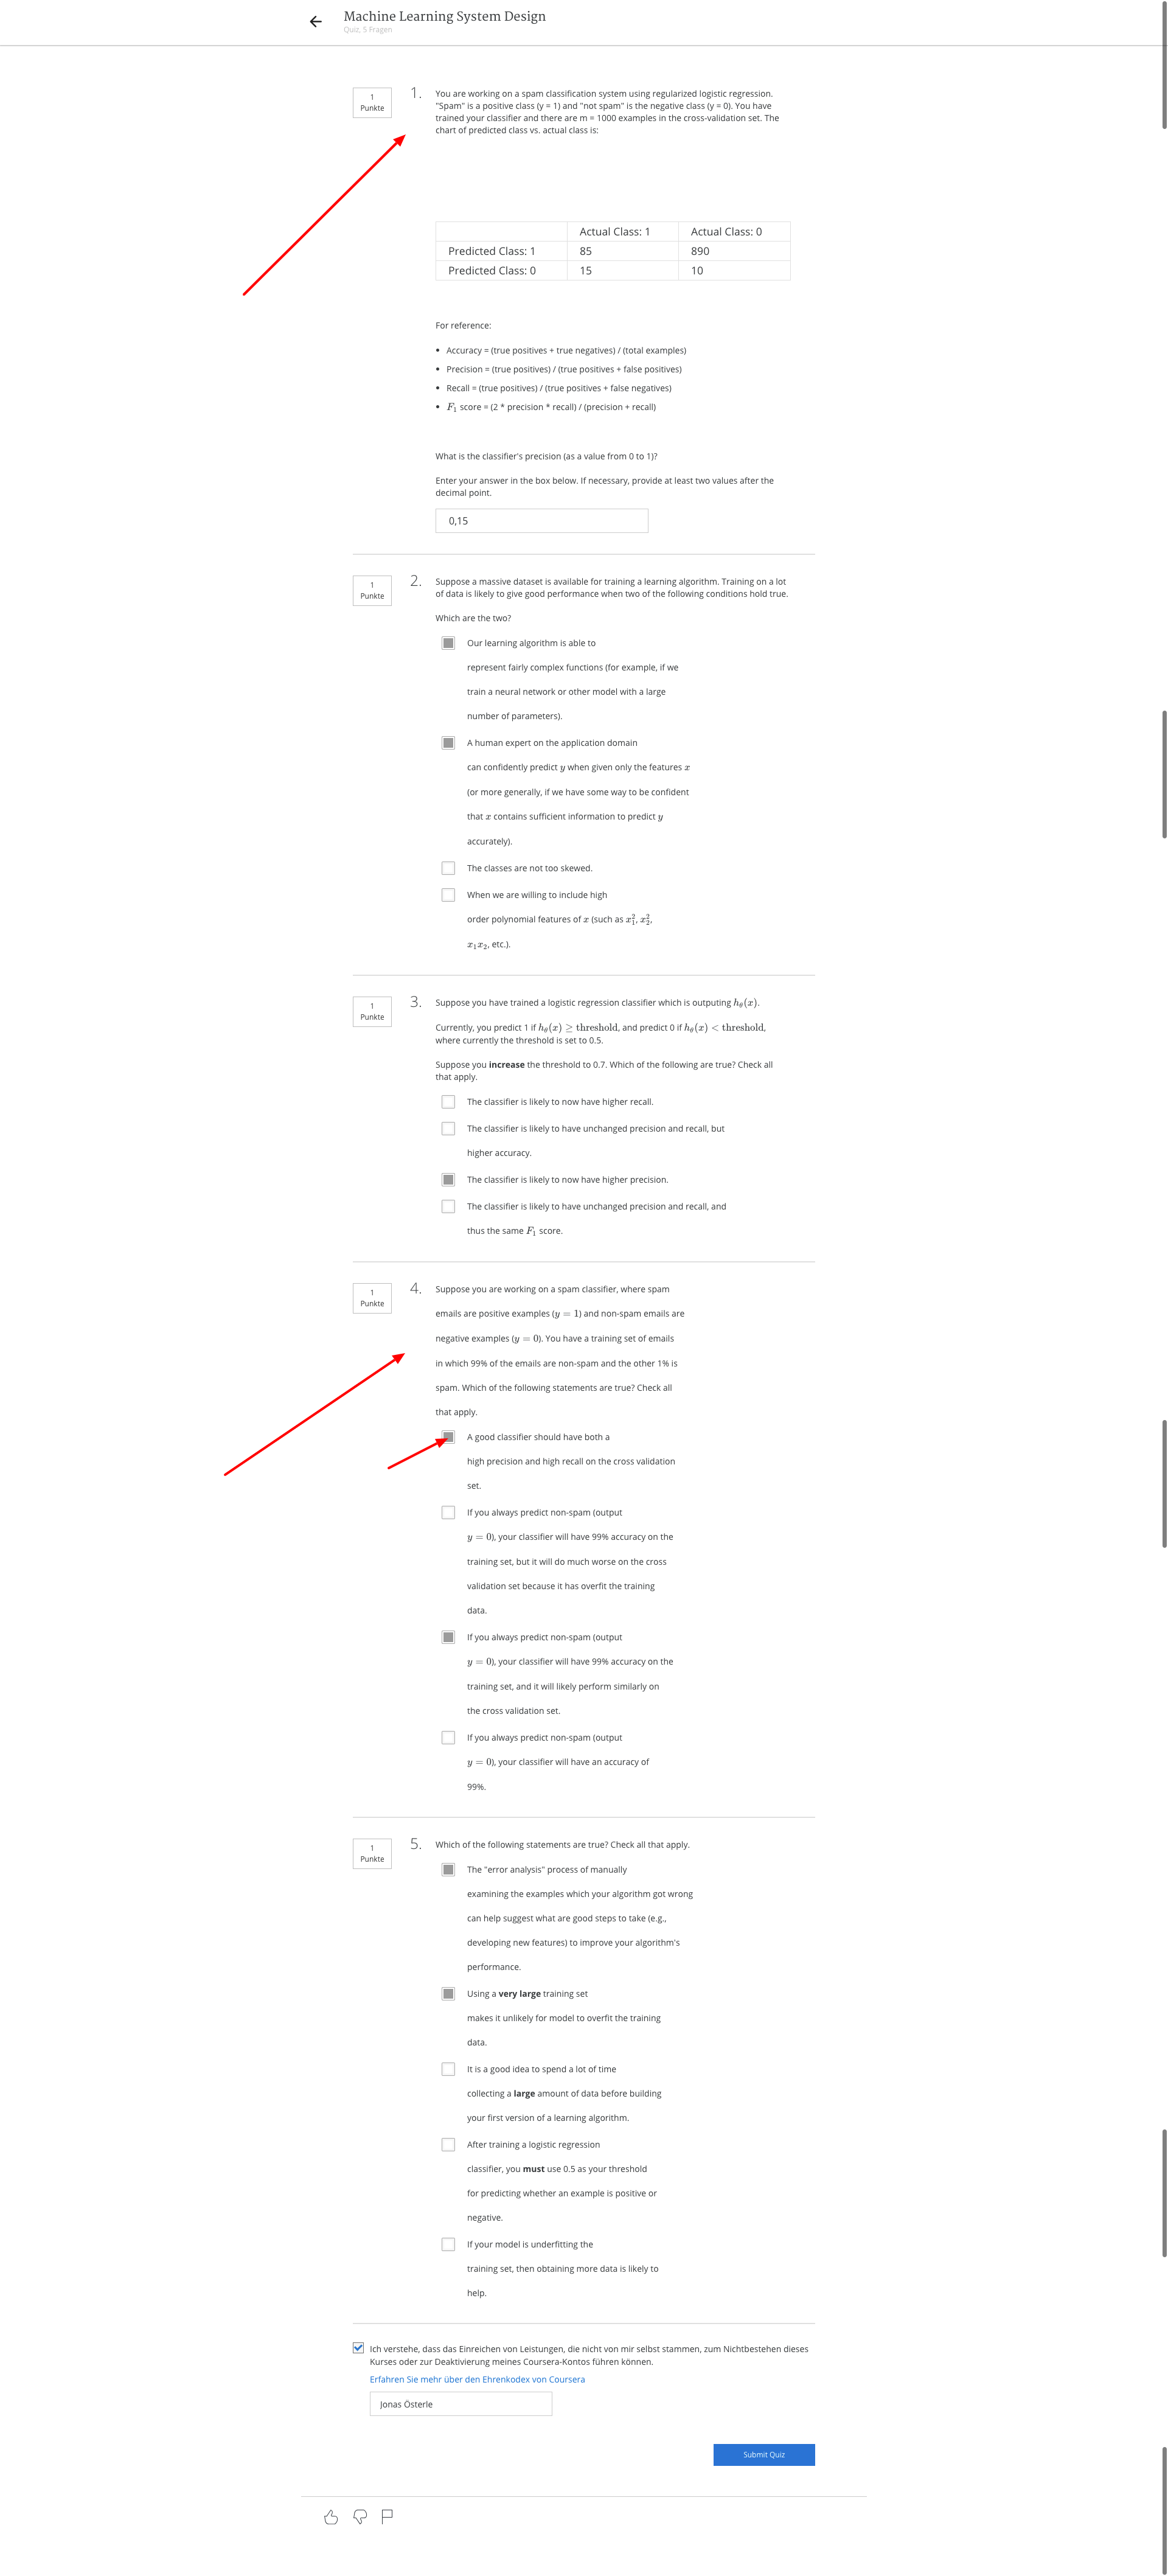 Machine Learning System Design
Quiz, 5 Fragen
1
Punkte
1.
You are working on a spam classification system using regularized logistic regression.
"Spam" is a positive class (y = 1) and "not spam" is the negative class (y = 0). You have
trained your classifier and there are m = 1000 examples in the cross-validation set. The
chart of predicted class vs. actual class is:
Actual Class: 1 Actual Class: 0
Predicted Class: 1 85 890
Predicted Class: 0 15 10
For reference:
• Accuracy = (true positives + true negatives) / (total examples)
• Precision = (true positives) / (true positives + false positives)
• Recall = (true positives) / (true positives + false negatives)
• F₁ score = (2 * precision * recall) / (precision + recall)
What is the classifier's precision (as a value from 0 to 1)?
Enter your answer in the box below. If necessary, provide at least two values after the
decimal point.
0,15
1
Punkte
2.
Suppose a massive dataset is available for training a learning algorithm. Training on a lot
of data is likely to give good performance when two of the following conditions hold true.
Which are the two?
Our learning algorithm is able to
represent fairly complex functions (for example, if we
train a neural network or other model with a large
number of parameters).
A human expert on the application domain
can confidently predict y when given only the features x
(or more generally, if we have some way to be confident
that x contains sufficient information to predict y
accurately).
The classes are not too skewed.
When we are willing to include high
order polynomial features of x (such as x₁², x₂²,
x₁x₂, etc.).
1
Punkte
3.
Suppose you have trained a logistic regression classifier which is outputing hθ(x).
Currently, you predict 1 if hθ(x) ≥ threshold, and predict 0 if hθ(x) < threshold,
where currently the threshold is set to 0.5.
Suppose you increase the threshold to 0.7. Which of the following are true? Check all
that apply.
The classifier is likely to now have higher recall.
The classifier is likely to have unchanged precision and recall, but
higher accuracy.
The classifier is likely to now have higher precision.
The classifier is likely to have unchanged precision and recall, and
thus the same F₁ score.
1
Punkte
4.
Suppose you are working on a spam classifier, where spam
emails are positive examples (y = 1) and non-spam emails are
negative examples (y = 0). You have a training set of emails
in which 99% of the emails are non-spam and the other 1% is
spam. Which of the following statements are true? Check all
that apply.
A good classifier should have both a
high precision and high recall on the cross validation
set.
If you always predict non-spam (output
y = 0), your classifier will have 99% accuracy on the
training set, but it will do much worse on the cross
validation set because it has overfit the training
data.
If you always predict non-spam (output
y = 0), your classifier will have 99% accuracy on the
training set, and it will likely perform similarly on
the cross validation set.
If you always predict non-spam (output
y = 0), your classifier will have an accuracy of
99%.
1
Punkte
5.
Which of the following statements are true? Check all that apply.
The "error analysis" process of manually
examining the examples which your algorithm got wrong
can help suggest what are good steps to take (e.g.,
developing new features) to improve your algorithm's
performance.
Using a very large training set
makes it unlikely for model to overfit the training
data.
It is a good idea to spend a lot of time
collecting a large amount of data before building
your first version of a learning algorithm.
After training a logistic regression
classifier, you must use 0.5 as your threshold
for predicting whether an example is positive or
negative.
If your model is underfitting the
training set, then obtaining more data is likely to
help.
Ich verstehe, dass das Einreichen von Leistungen, die nicht von mir selbst stammen, zum Nichtbestehen dieses
Kurses oder zur Deaktivierung meines Coursera-Kontos führen können.
Erfahren Sie mehr über den Ehrenkodex von Coursera
Jonas Österle
Submit Quiz